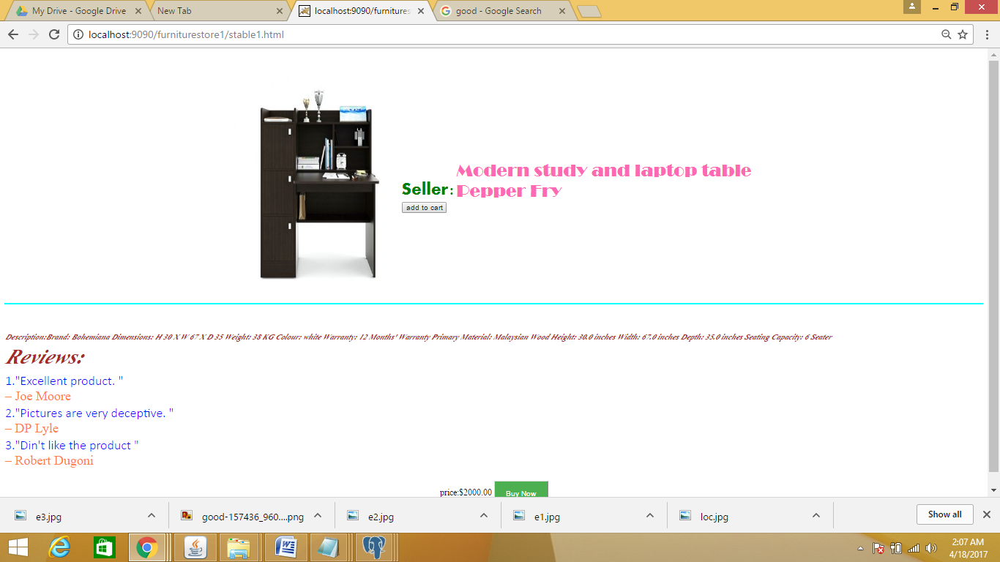 My Drive - Google Drive
New Tab
localhost:9090/furnitures
good - Google Search
localhost:9090/furniturestore1/stable1.html
Modern study and laptop table
Seller: Pepper Fry
add to cart
Description:Brand: Bohemiana Dimensions: H 30 X W 67 X D 35 Weight: 38 KG Colour: white Warranty: 12 Months' Warranty Primary Material: Malaysian Wood Height: 30.0 inches Width: 67.0 inches Depth: 35.0 inches Seating Capacity: 6 Seater
Reviews:
1."Excellent product. "
– Joe Moore
2."Pictures are very deceptive. "
– DP Lyle
3."Din't like the product "
– Robert Dugoni
price:$2000.00 Buy Now
e3.jpg
good-157436_960....png
e2.jpg
e1.jpg
loc.jpg
Show all
2:07 AM
4/18/2017